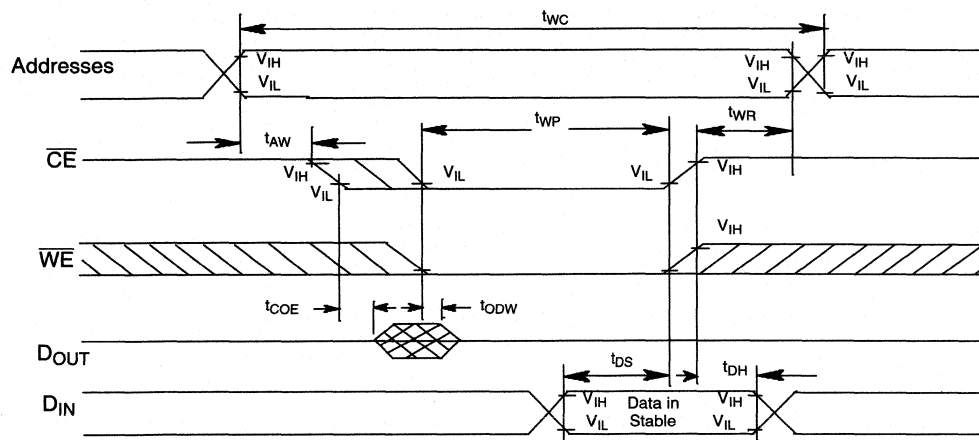 tWC
Addresses
VIH VIH VIH
VIL VIL VIL
tAW tWP tWR
CE VIH VIL VIL VIL VIH
WE VIH
tCOE tODW
DOUT
tDS tDH
DIN VIH Data in VIH
VIL Stable VIL